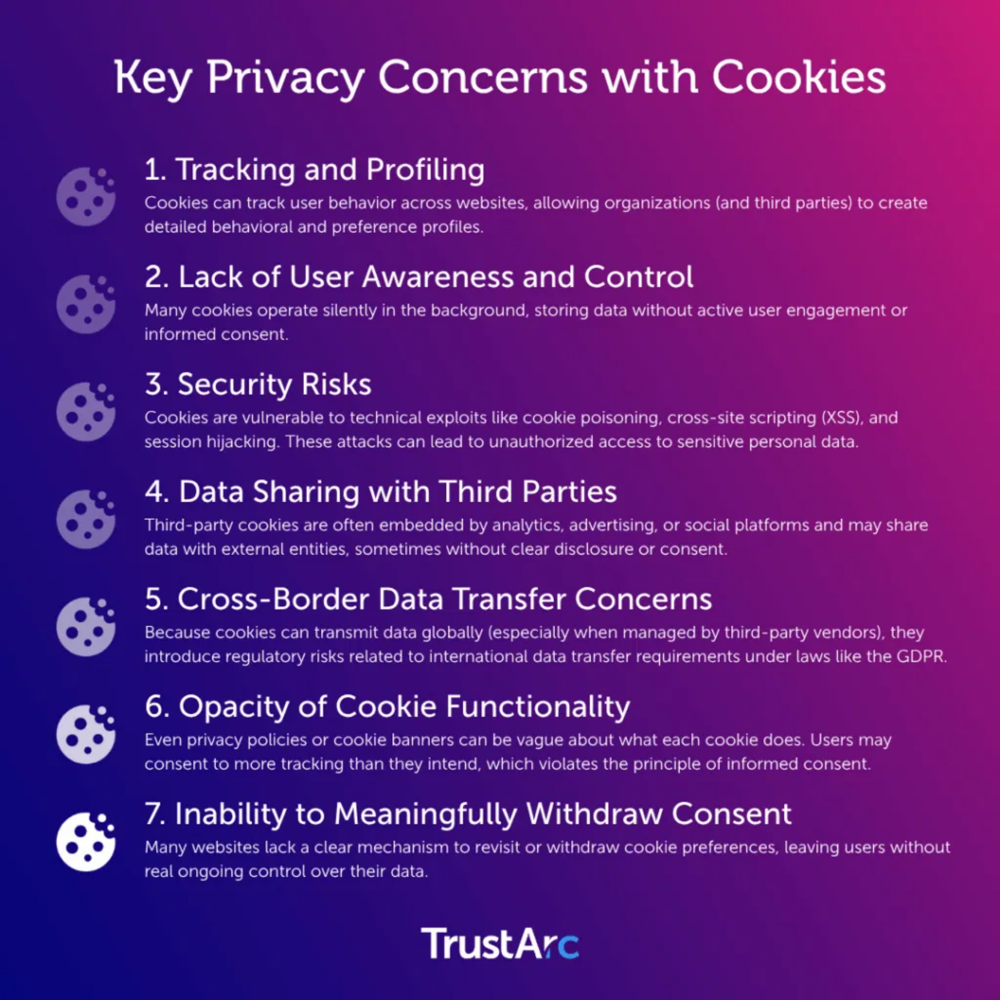 Key Privacy Concerns with Cookies
1. Tracking and Profiling
Cookies can track user behavior across websites, allowing organizations (and third parties) to create
detailed behavioral and preference profiles.
2. Lack of User Awareness and Control
Many cookies operate silently in the background, storing data without active user engagement or
informed consent.
3. Security Risks
Cookies are vulnerable to technical exploits like cookie poisoning, cross-site scripting (XSS), and
session hijacking. These attacks can lead to unauthorized access to sensitive personal data.
4. Data Sharing with Third Parties
Third-party cookies are often embedded by analytics, advertising, or social platforms and may share
data with external entities, sometimes without clear disclosure or consent.
5. Cross-Border Data Transfer Concerns
Because cookies can transmit data globally (especially when managed by third-party vendors), they
introduce regulatory risks related to international data transfer requirements under laws like the GDPR.
6. Opacity of Cookie Functionality
Even privacy policies or cookie banners can be vague about what each cookie does. Users may
consent to more tracking than they intend, which violates the principle of informed consent.
7. Inability to Meaningfully Withdraw Consent
Many websites lack a clear mechanism to revisit or withdraw cookie preferences, leaving users without
real ongoing control over their data.
TrustArc